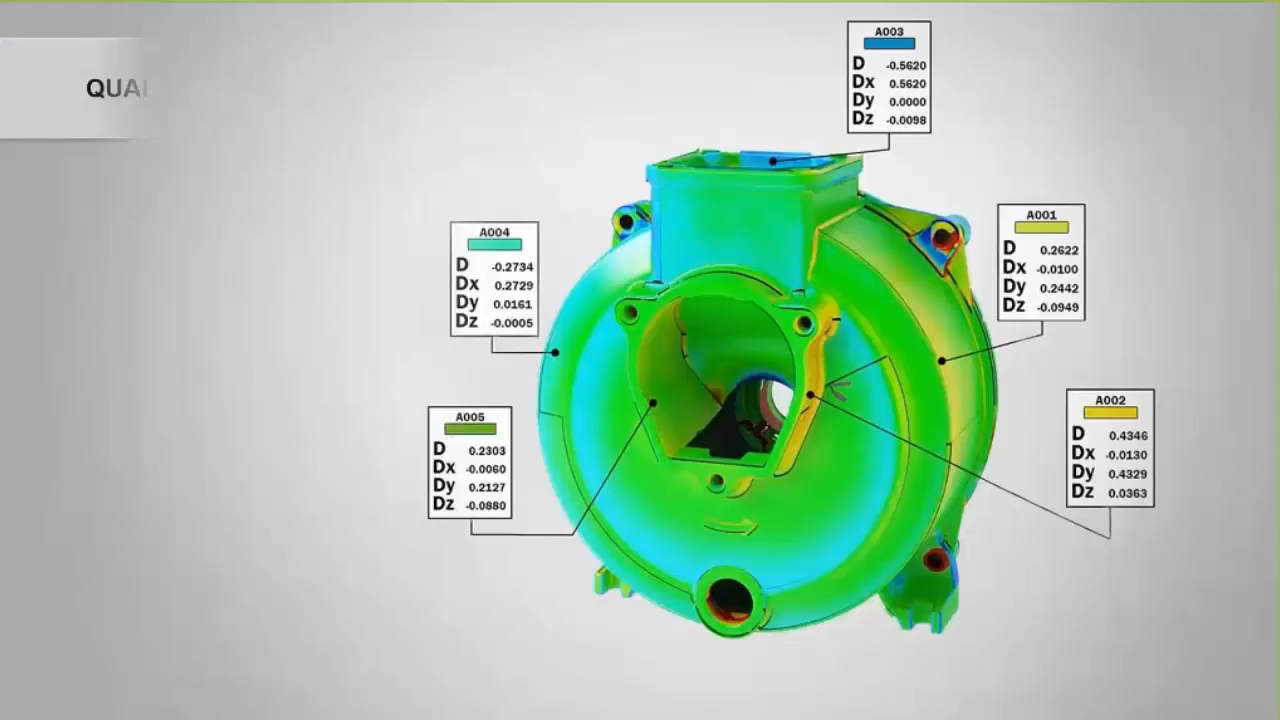 QUAL
A003
D -0.5620
Dx 0.5620
Dy 0.0000
Dz -0.0098
A004
D -0.2734
Dx 0.2729
Dy 0.0161
Dz -0.0005
A001
D 0.2622
Dx -0.0100
Dy 0.2442
Dz -0.0949
A005
D 0.2303
Dx -0.0060
Dy 0.2127
Dz -0.0880
A002
D 0.4346
Dx -0.0130
Dy 0.4329
Dz 0.0363